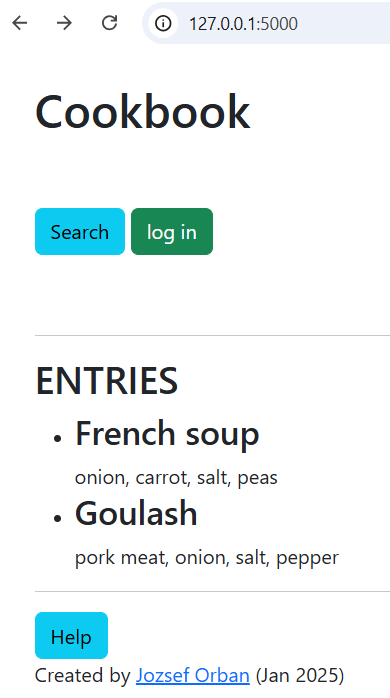 127.0.0.1:5000
Cookbook
Search log in
ENTRIES
French soup
onion, carrot, salt, peas
Goulash
pork meat, onion, salt, pepper
Help
Created by Jozsef Orban (Jan 2025)